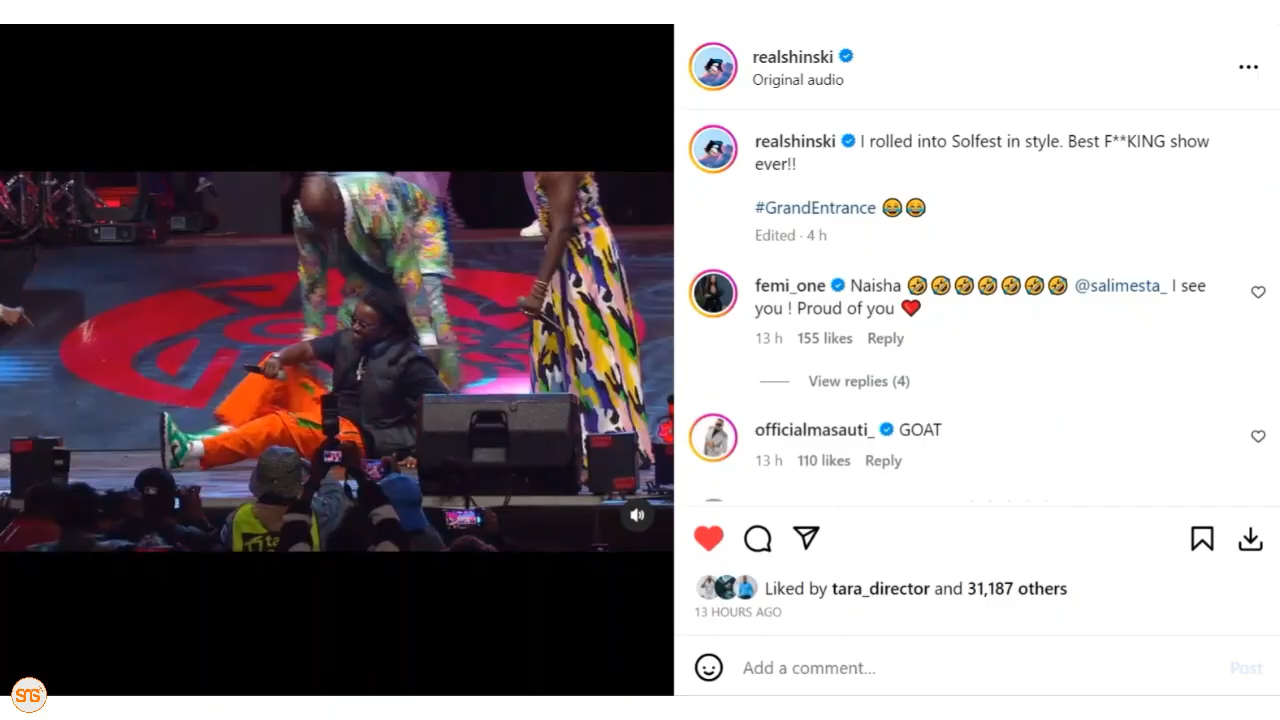 realshinski
Original audio
realshinski I rolled into Solfest in style. Best F**KING show
ever!!
#GrandEntrance 😂😂
Edited · 4 h
femi_one Naisha 🤣🤣🤣🤣🤣🤣🤣 @salimesta_ I see
you ! Proud of you ❤️
13 h 155 likes Reply
View replies (4)
officialmasauti_ GOAT
13 h 110 likes Reply
Liked by tara_director and 31,187 others
13 HOURS AGO
Add a comment... Post
SNG